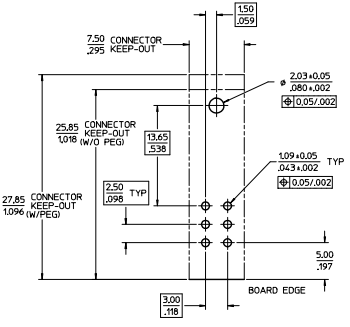 1.50
.059
7.50 CONNECTOR
.295 KEEP-OUT
⌀ 2.03±0.05
.080±.002
⌖ 0.05/.002
25.85 CONNECTOR
1.018 KEEP-OUT
(W/O PEG)
13.65
.538
1.09±0.05 TYP
.043±.002
⌖ 0.05/.002
27.85 CONNECTOR
1.096 KEEP-OUT
(W/PEG)
2.50 TYP
.098
5.00
.197
BOARD EDGE
3.00
.118